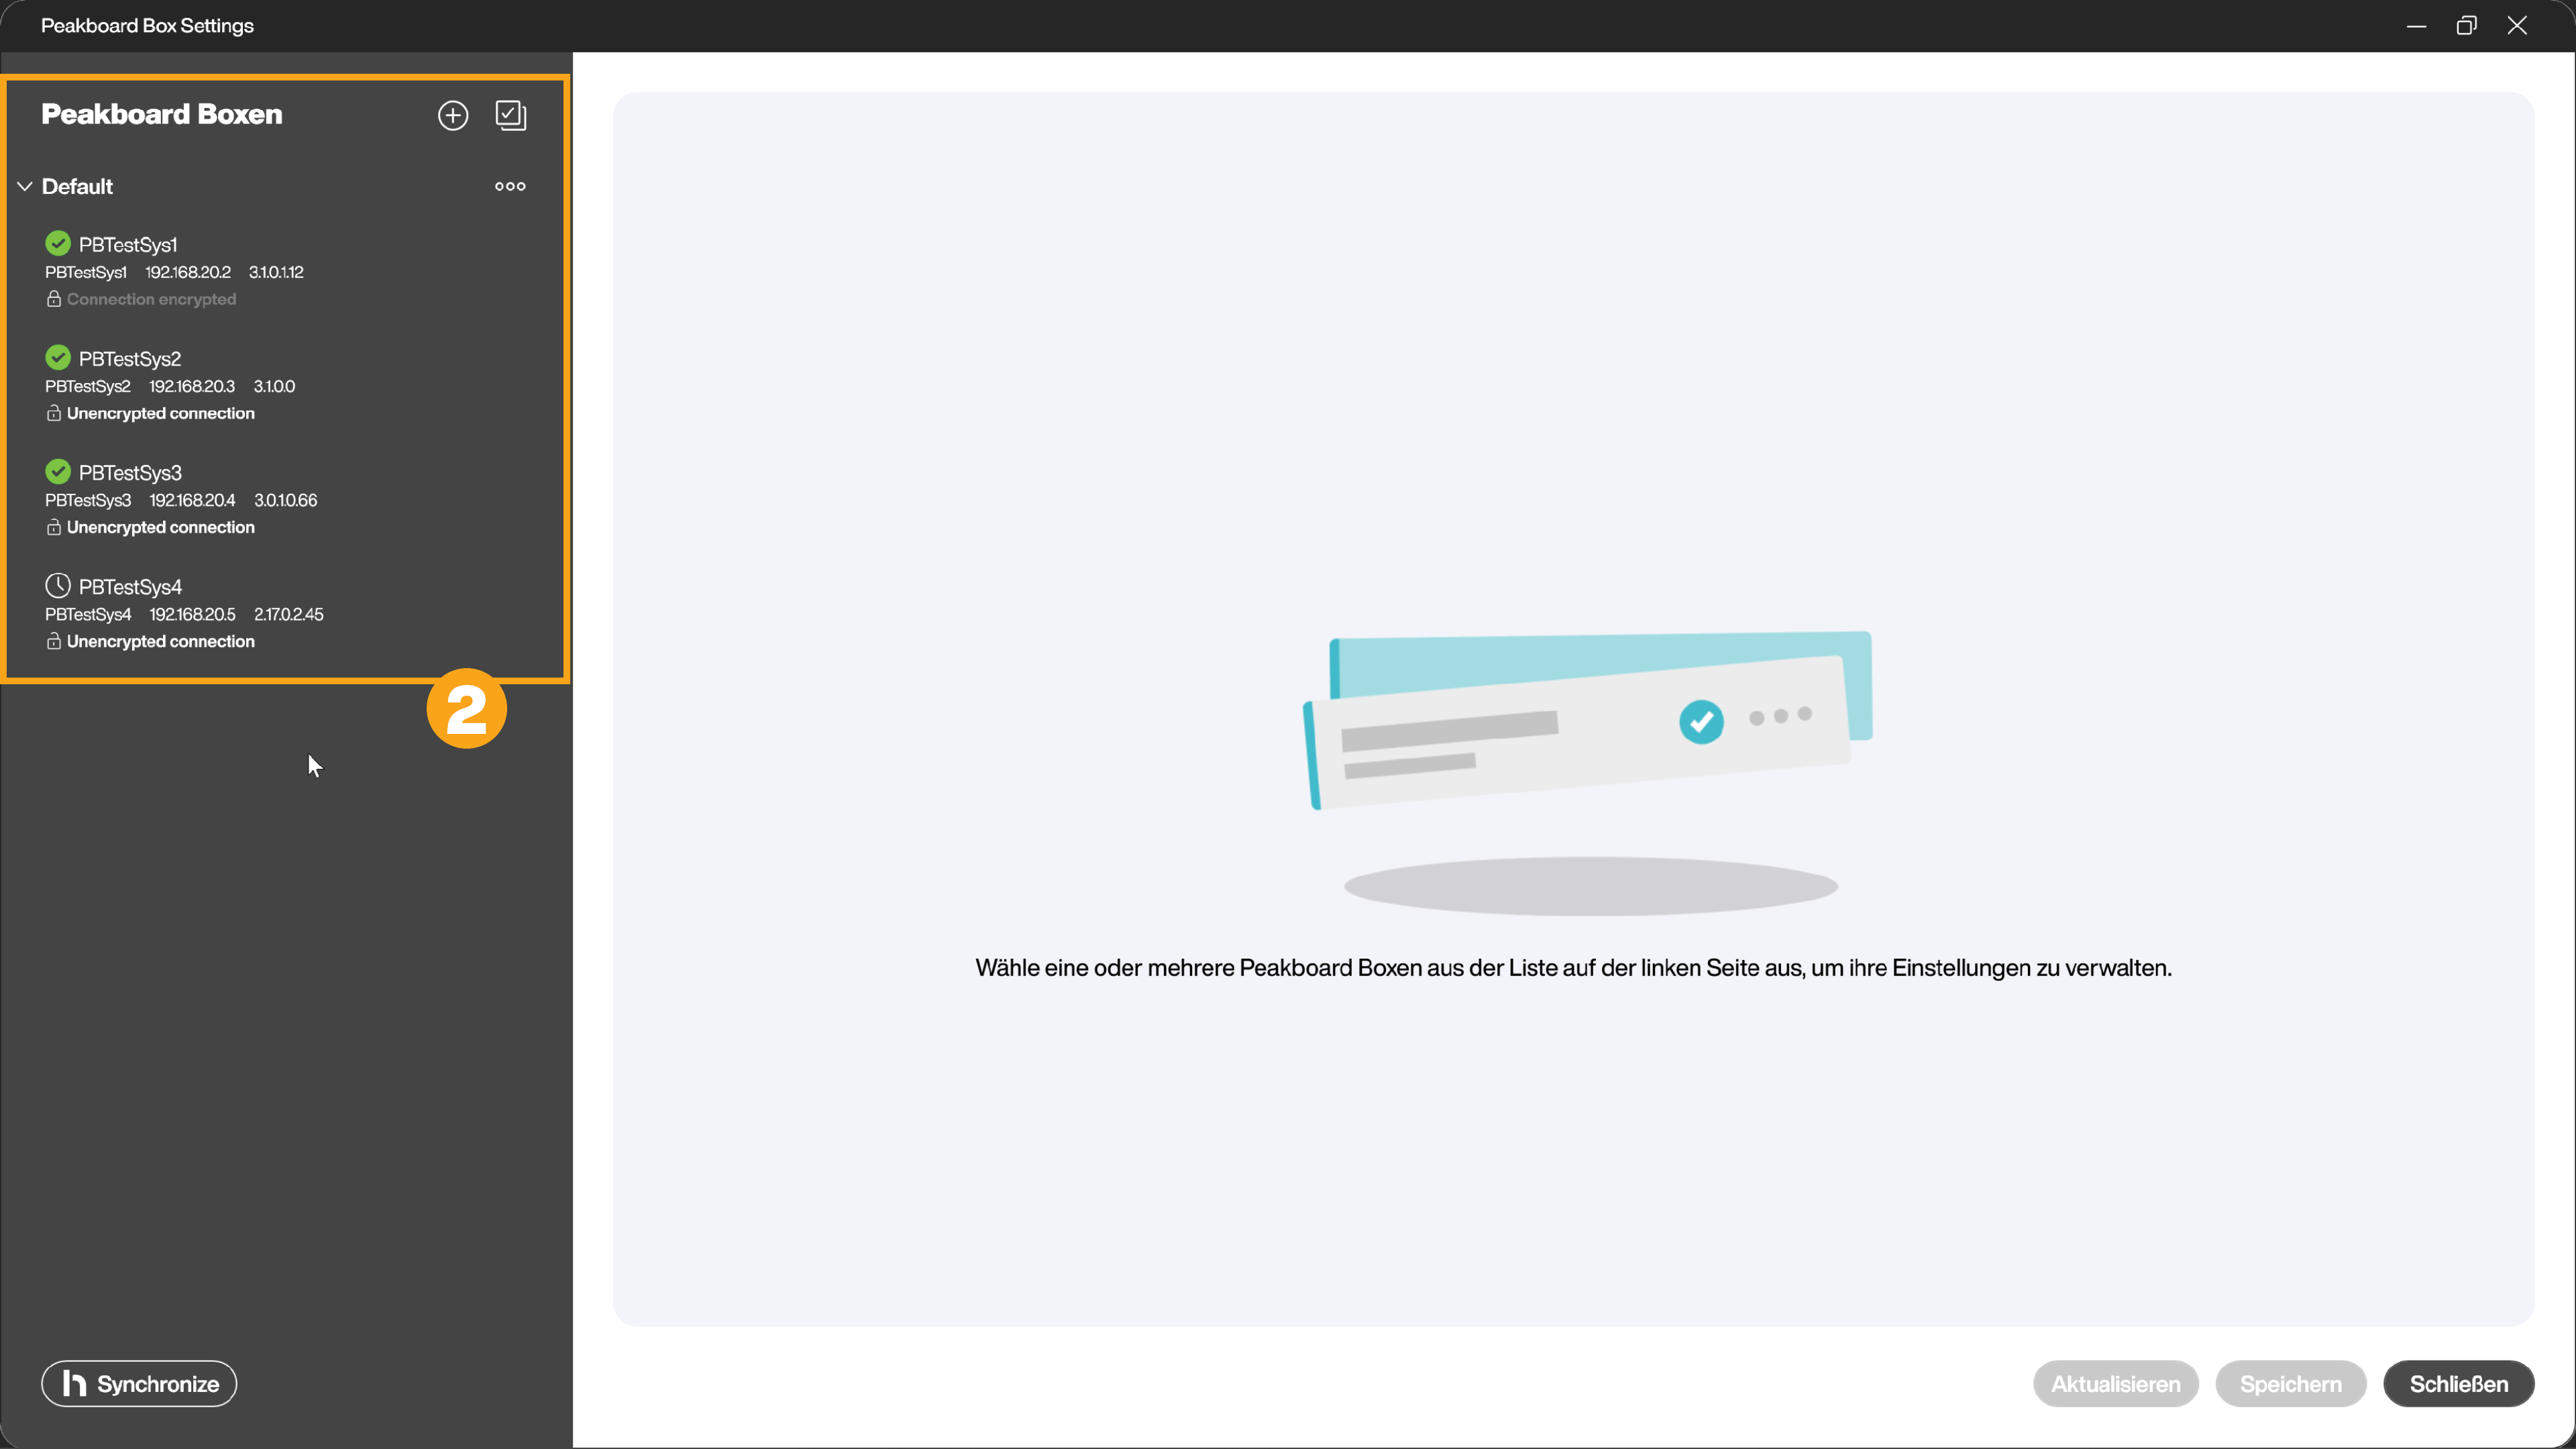 Peakboard Box Settings
Peakboard Boxen
Default
PBTestSys1
PBTestSys1 192.168.20.2 3.1.0.1.12
Connection encrypted
PBTestSys2
PBTestSys2 192.168.20.3 3.1.0.0
Unencrypted connection
PBTestSys3
PBTestSys3 192.168.20.4 3.0.1.0.66
Unencrypted connection
PBTestSys4
PBTestSys4 192.168.20.5 2.17.0.2.45
Unencrypted connection
2
Wähle eine oder mehrere Peakboard Boxen aus der Liste auf der linken Seite aus, um ihre Einstellungen zu verwalten.
Synchronize
Aktualisieren Speichern Schließen